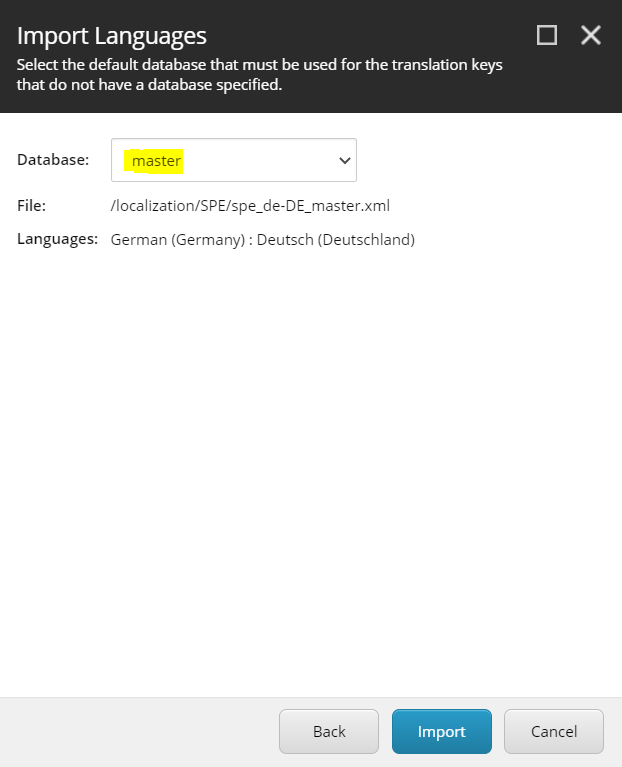 Import Languages
Select the default database that must be used for the translation keys
that do not have a database specified.
Database: master
File: /localization/SPE/spe_de-DE_master.xml
Languages: German (Germany) : Deutsch (Deutschland)
Back Import Cancel